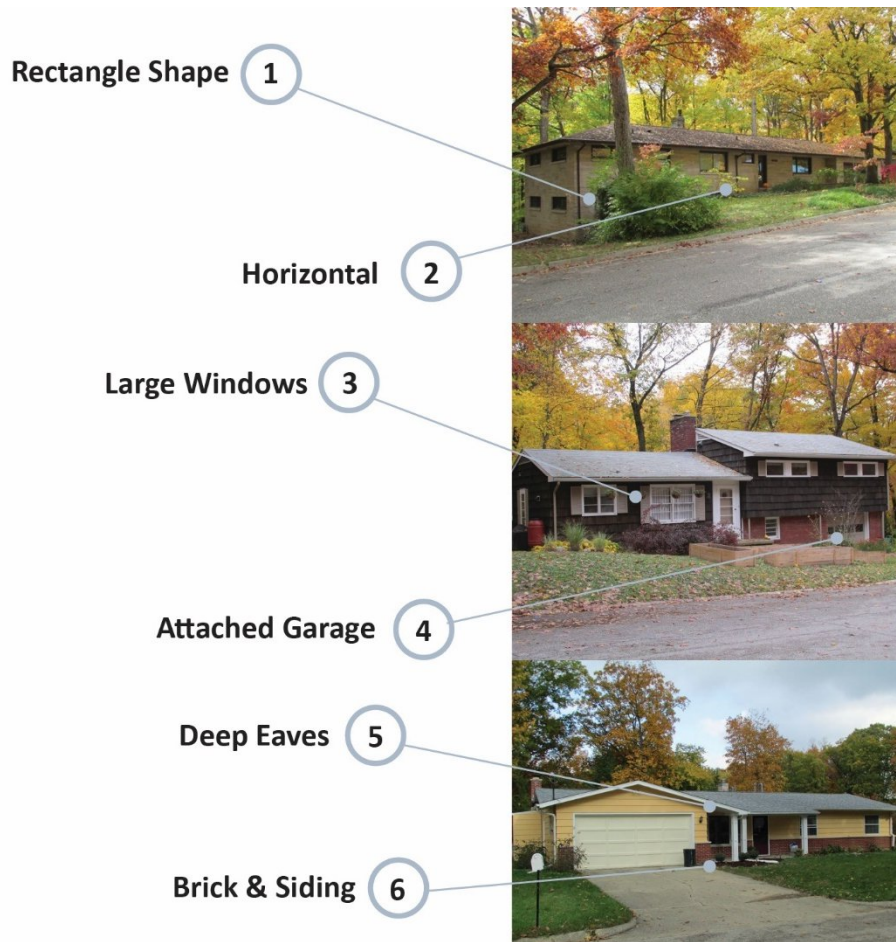 Rectangle Shape 1
Horizontal 2
Large Windows 3
Attached Garage 4
Deep Eaves 5
Brick & Siding 6